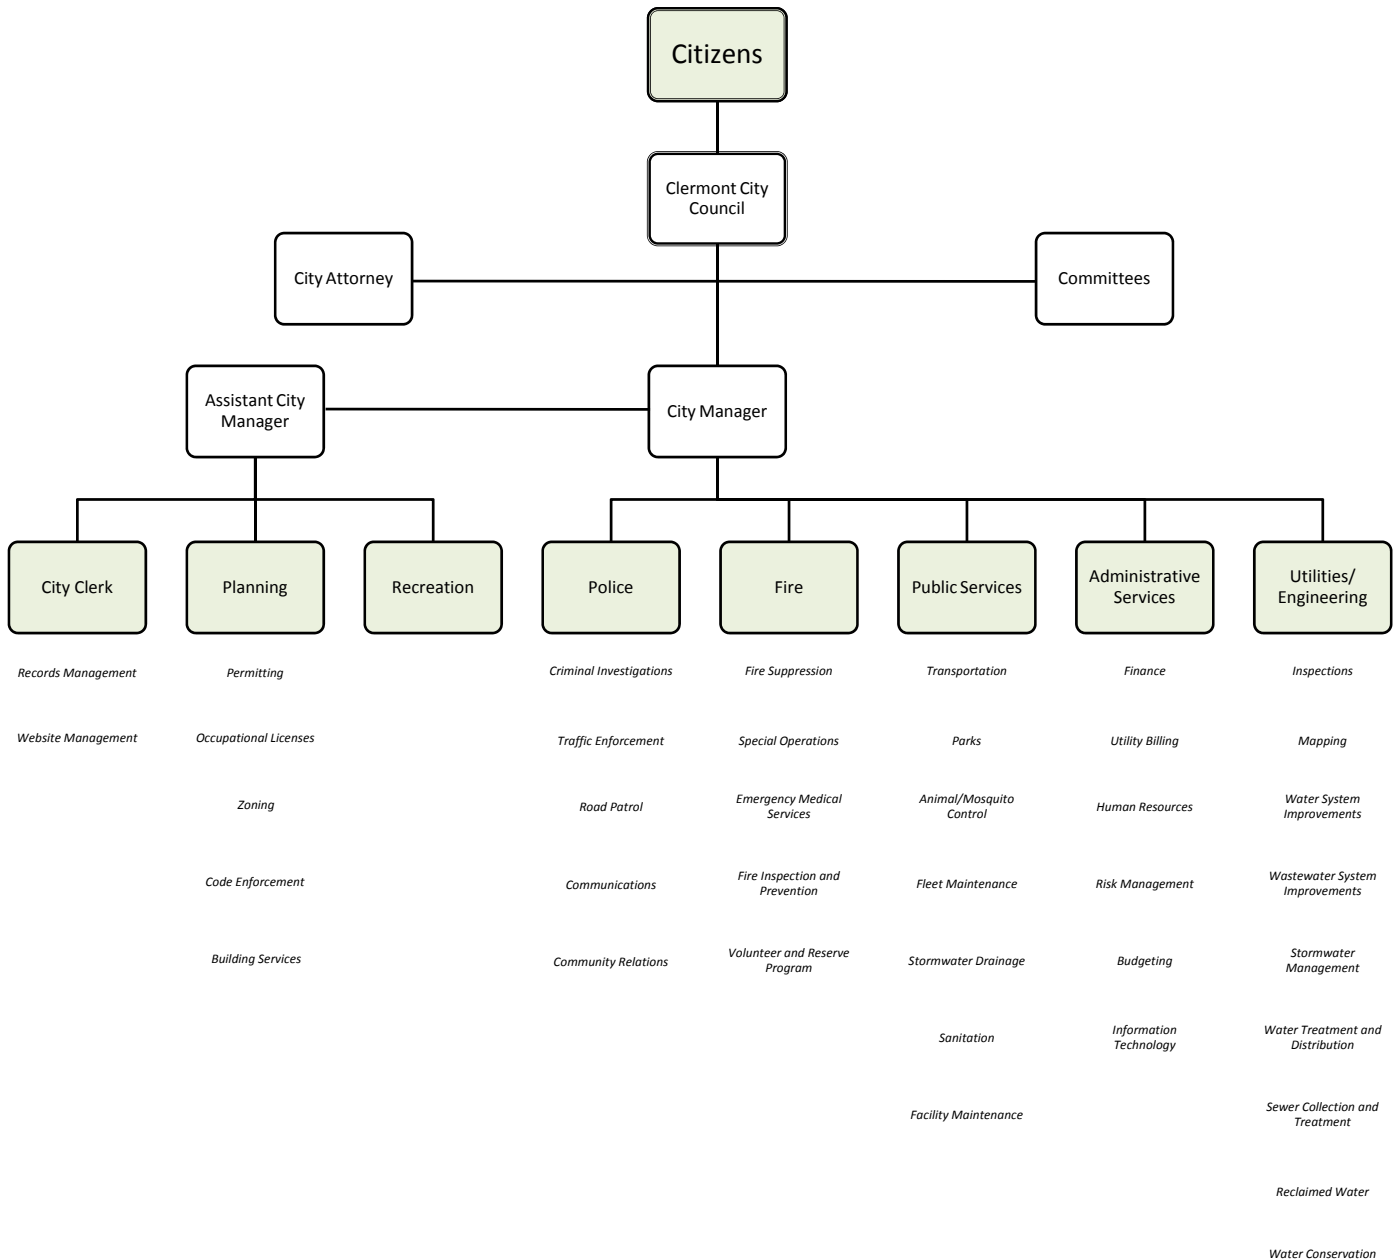 Citizens
Clermont City
Council
City Attorney
Committees
Assistant City
Manager
City Manager
City Clerk
Planning
Recreation
Police
Fire
Public Services
Administrative
Services
Utilities/
Engineering
Records Management
Website Management
Permitting
Occupational Licenses
Zoning
Code Enforcement
Building Services
Criminal Investigations
Traffic Enforcement
Road Patrol
Communications
Community Relations
Fire Suppression
Special Operations
Emergency Medical
Services
Fire Inspection and
Prevention
Volunteer and Reserve
Program
Transportation
Parks
Animal/Mosquito
Control
Fleet Maintenance
Stormwater Drainage
Sanitation
Facility Maintenance
Finance
Utility Billing
Human Resources
Risk Management
Budgeting
Information
Technology
Inspections
Mapping
Water System
Improvements
Wastewater System
Improvements
Stormwater
Management
Water Treatment and
Distribution
Sewer Collection and
Treatment
Reclaimed Water
Water Conservation